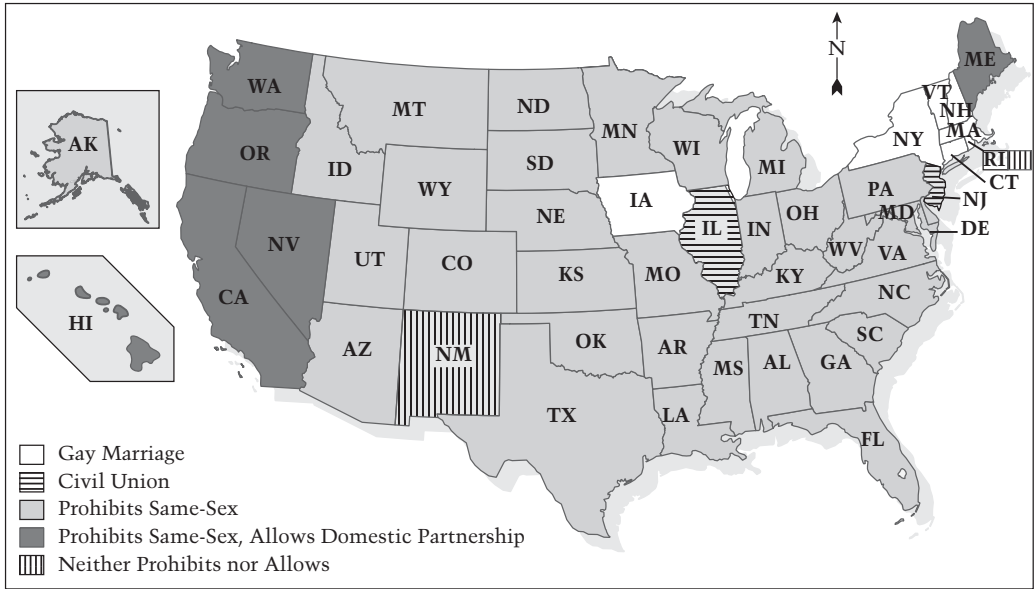 N
WA
MT
ND
MN
ME
VT
NH
AK
OR
ID
SD
WI
MI
NY
MA
RI
CT
WY
IA
PA
NJ
NV
NE
IL
IN
OH
MD
DE
UT
CO
WV
VA
CA
KS
MO
KY
HI
NC
AZ
NM
OK
AR
TN
SC
MS
AL
GA
TX
LA
FL
Gay Marriage
Civil Union
Prohibits Same-Sex
Prohibits Same-Sex, Allows Domestic Partnership
Neither Prohibits nor Allows